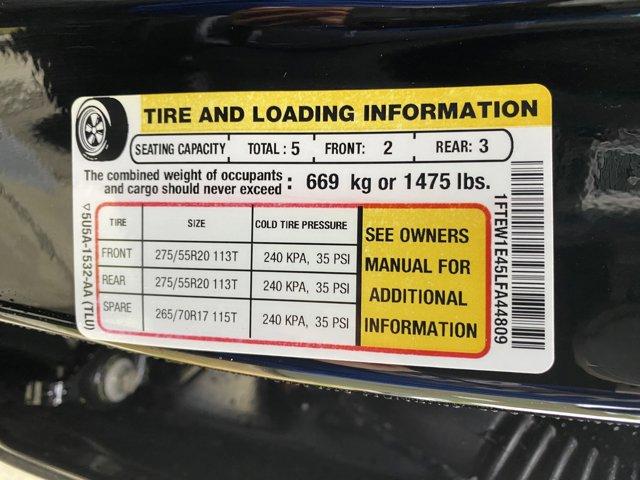 TIRE AND LOADING INFORMATION
SEATING CAPACITY TOTAL : 5 FRONT: 2 REAR: 3
The combined weight of occupants
and cargo should never exceed : 669 kg or 1475 lbs.
TIRE SIZE COLD TIRE PRESSURE
FRONT 275/55R20 113T 240 KPA, 35 PSI
REAR 275/55R20 113T 240 KPA, 35 PSI
SPARE 265/70R17 115T 240 KPA, 35 PSI
SEE OWNERS
MANUAL FOR
ADDITIONAL
INFORMATION
▽5U5A-1532-AA (TLU)
1FTEW1E45LFA44809